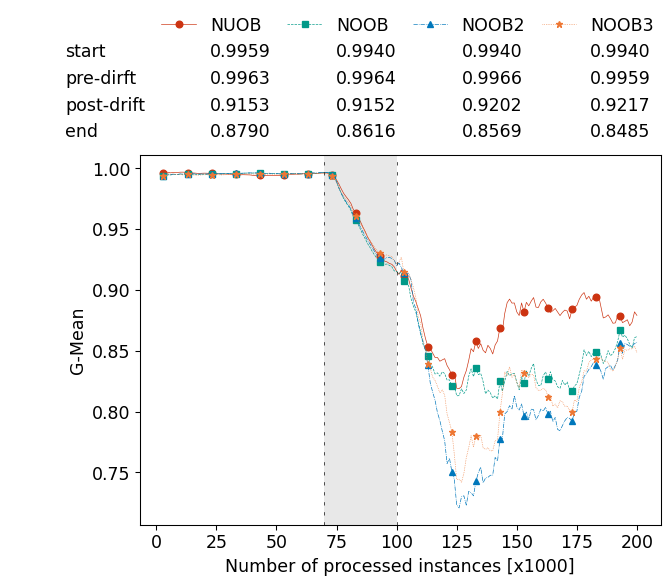 NUOB NOOB NOOB2 NOOB3
start 0.9959 0.9940 0.9940 0.9940
pre-dirft 0.9963 0.9964 0.9966 0.9959
post-drift 0.9153 0.9152 0.9202 0.9217
end 0.8790 0.8616 0.8569 0.8485
1.00
0.95
0.90
0.85
0.80
0.75
G-Mean
0 25 50 75 100 125 150 175 200
Number of processed instances [x1000]